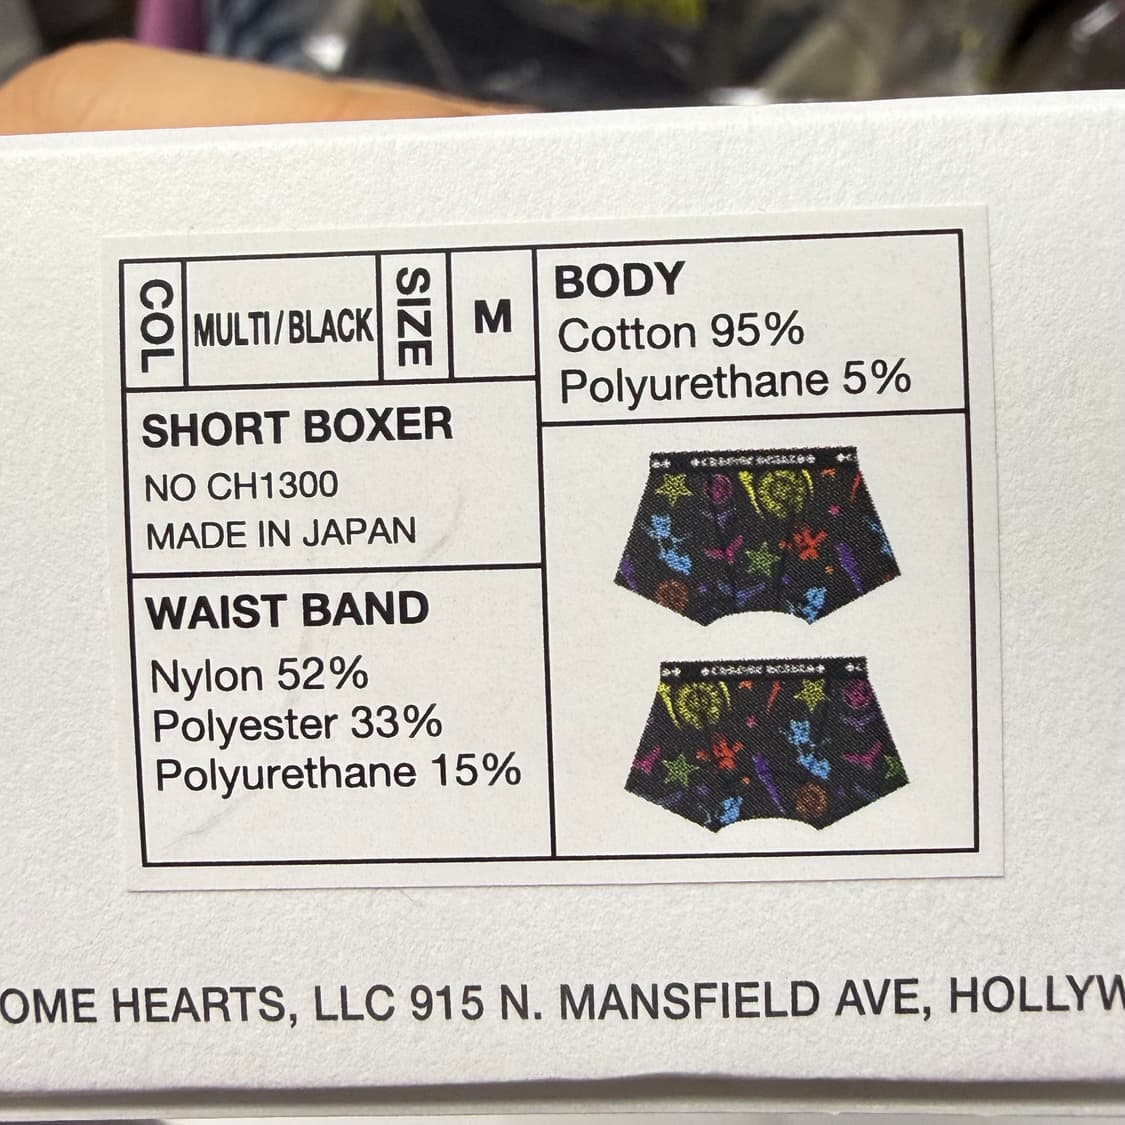 COL
MULTI/BLACK
SIZE
M
SHORT BOXER
NO CH1300
MADE IN JAPAN
WAIST BAND
Nylon 52%
Polyester 33%
Polyurethane 15%
BODY
Cotton 95%
Polyurethane 5%
OME HEARTS, LLC 915 N. MANSFIELD AVE, HOLLYW